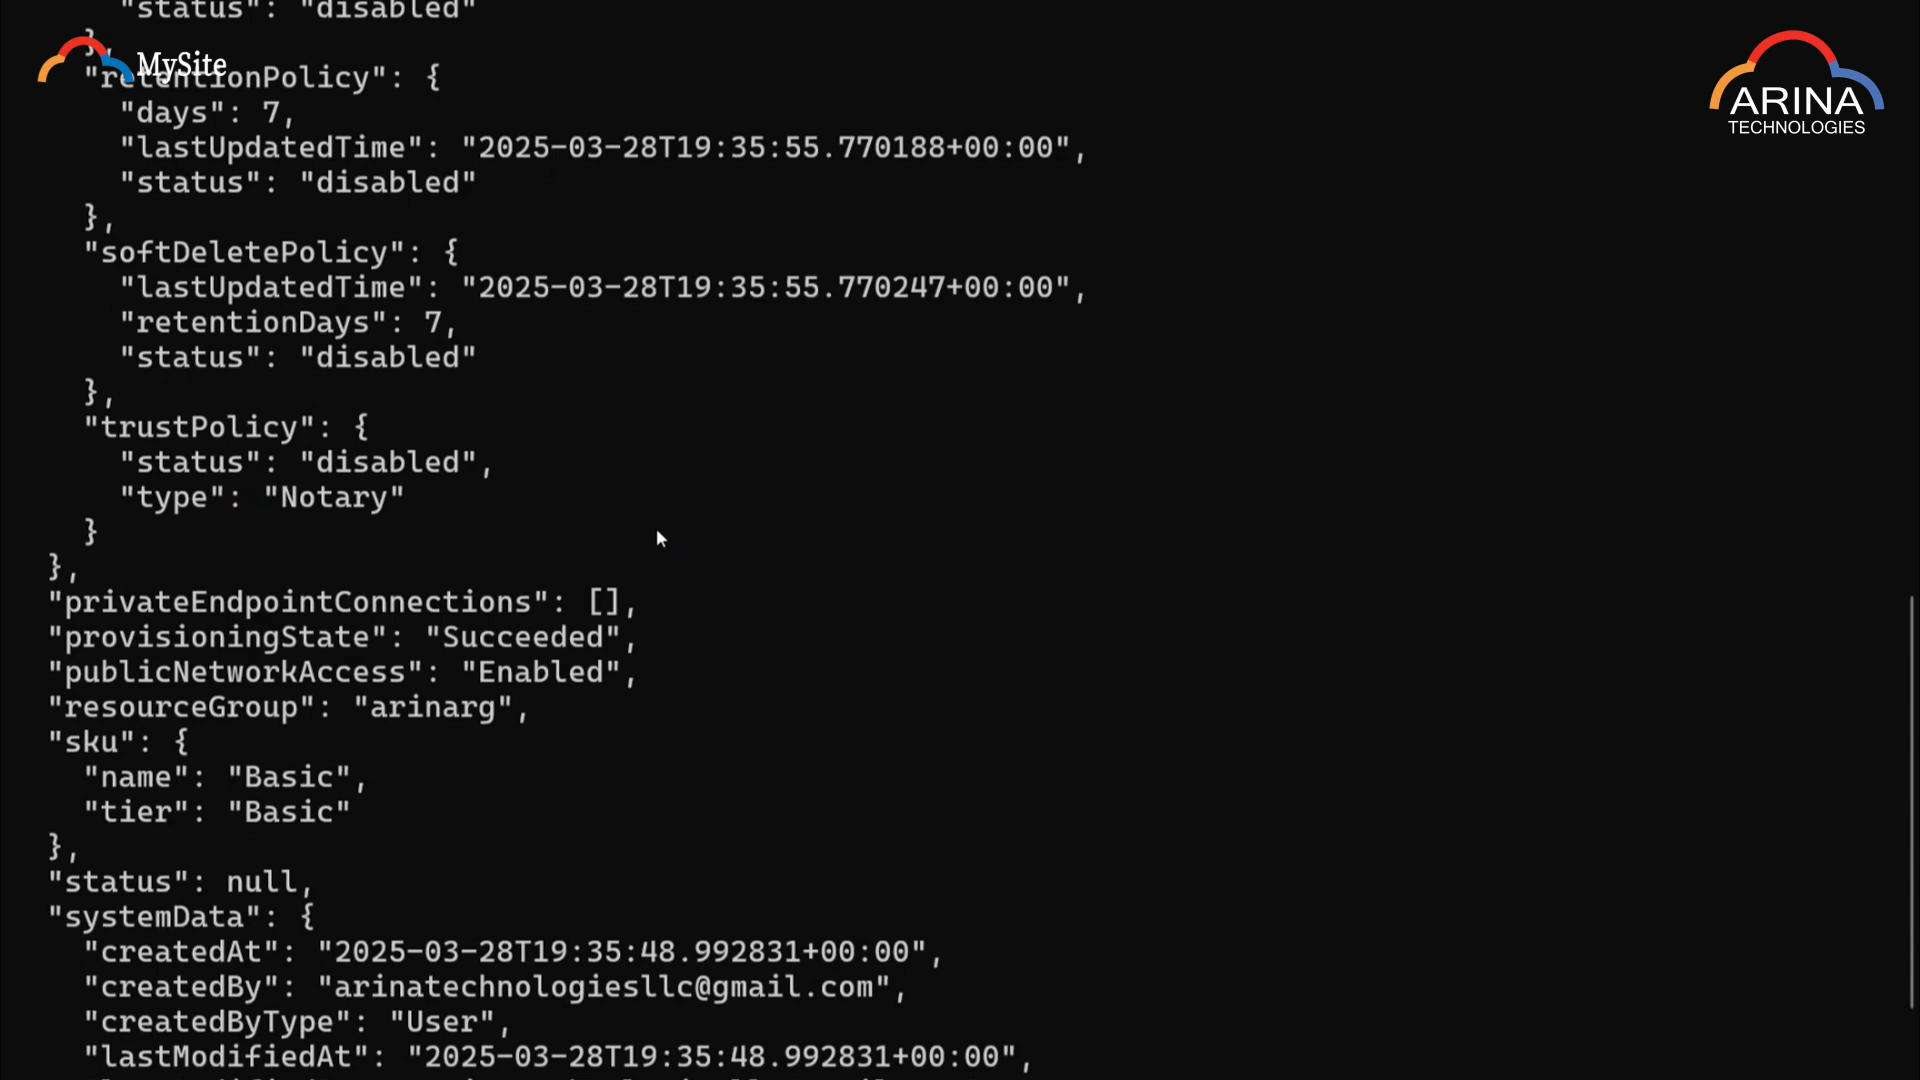 "status": "disabled"
},
MySite
"retentionPolicy": {
"days": 7,
"lastUpdatedTime": "2025-03-28T19:35:55.770188+00:00",
"status": "disabled"
},
"softDeletePolicy": {
"lastUpdatedTime": "2025-03-28T19:35:55.770247+00:00",
"retentionDays": 7,
"status": "disabled"
},
"trustPolicy": {
"status": "disabled",
"type": "Notary"
}
},
"privateEndpointConnections": [],
"provisioningState": "Succeeded",
"publicNetworkAccess": "Enabled",
"resourceGroup": "arinarg",
"sku": {
"name": "Basic",
"tier": "Basic"
},
"status": null,
"systemData": {
"createdAt": "2025-03-28T19:35:48.992831+00:00",
"createdBy": "arinatechnologiesllc@gmail.com",
"createdByType": "User",
"lastModifiedAt": "2025-03-28T19:35:48.992831+00:00",
ARINA
TECHNOLOGIES